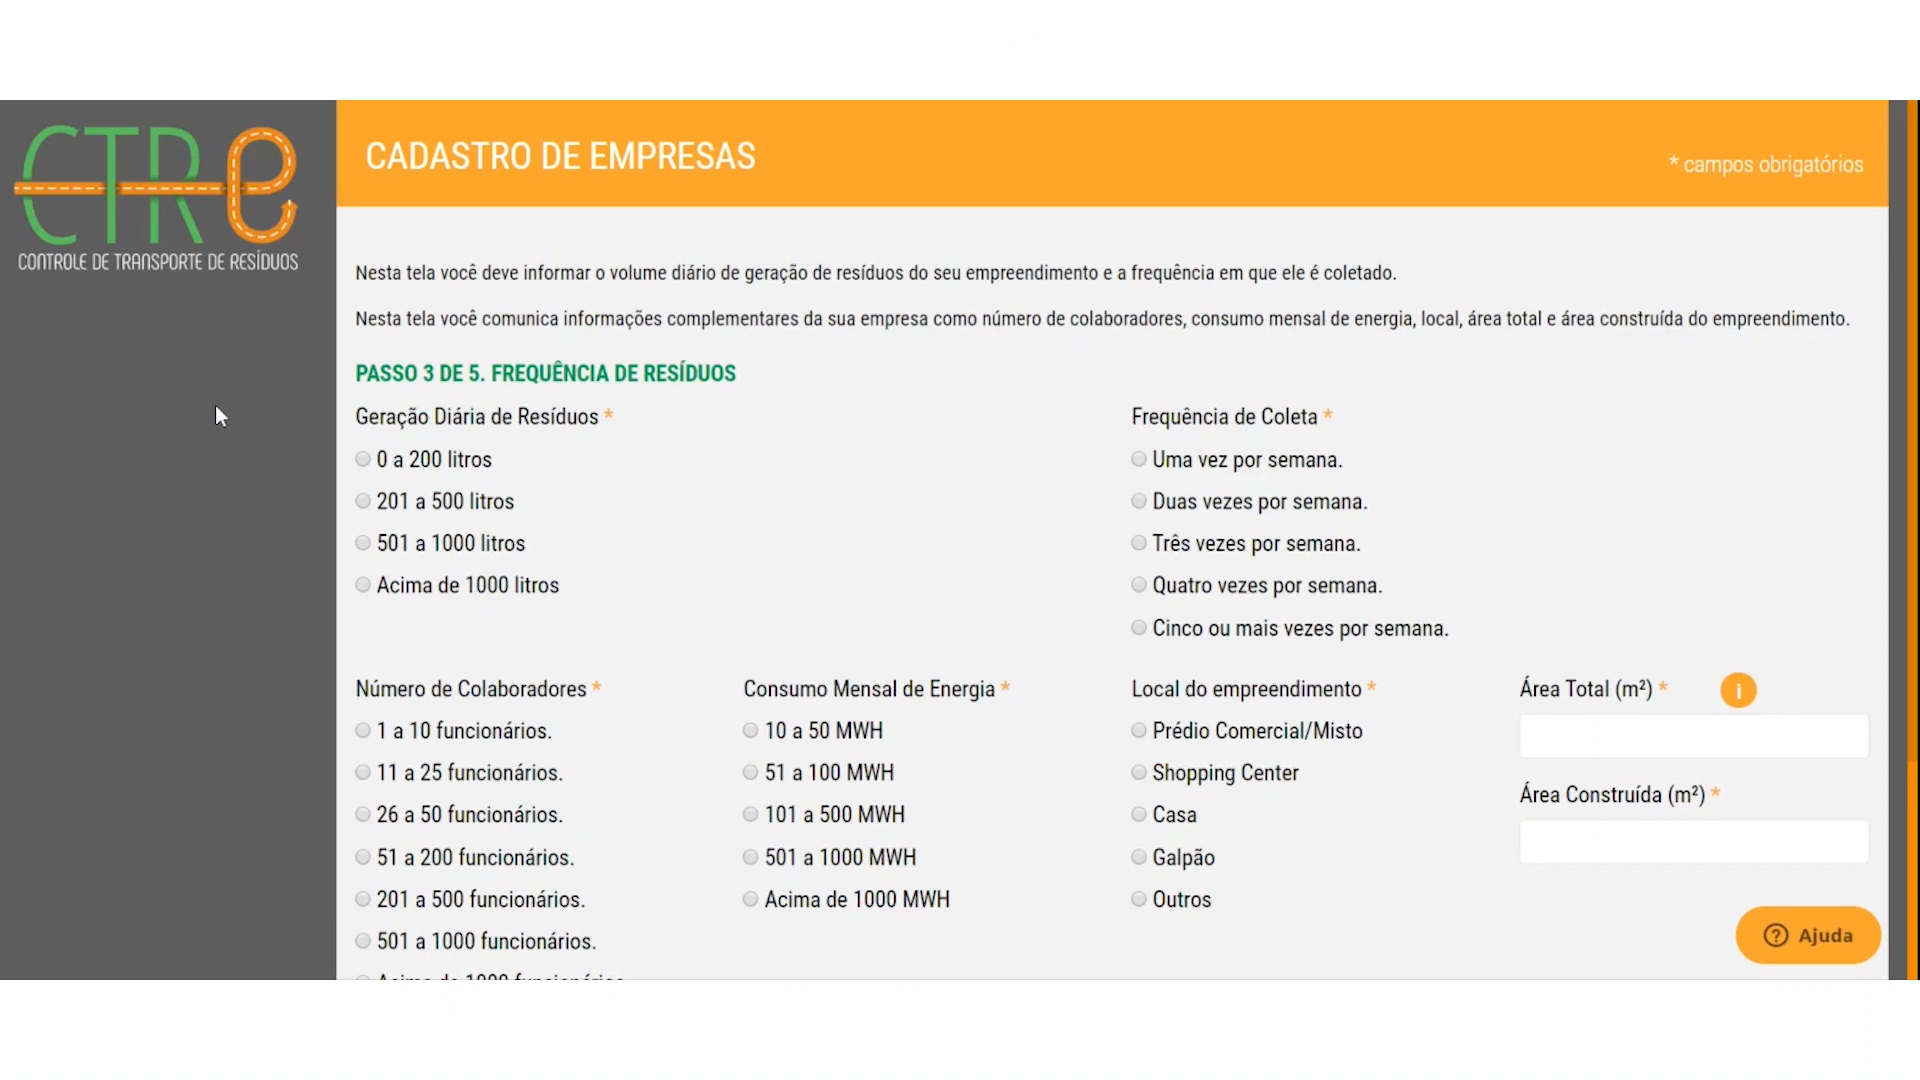 CTRe
CONTROLE DE TRANSPORTE DE RESÍDUOS
CADASTRO DE EMPRESAS
* campos obrigatórios
Nesta tela você deve informar o volume diário de geração de resíduos do seu empreendimento e a frequência em que ele é coletado.
Nesta tela você comunica informações complementares da sua empresa como número de colaboradores, consumo mensal de energia, local, área total e área construída do empreendimento.
PASSO 3 DE 5. FREQUÊNCIA DE RESÍDUOS
Geração Diária de Resíduos *
0 a 200 litros
201 a 500 litros
501 a 1000 litros
Acima de 1000 litros
Frequência de Coleta *
Uma vez por semana.
Duas vezes por semana.
Três vezes por semana.
Quatro vezes por semana.
Cinco ou mais vezes por semana.
Número de Colaboradores *
1 a 10 funcionários.
11 a 25 funcionários.
26 a 50 funcionários.
51 a 200 funcionários.
201 a 500 funcionários.
501 a 1000 funcionários.
Acima de 1000 funcionários
Consumo Mensal de Energia *
10 a 50 MWH
51 a 100 MWH
101 a 500 MWH
501 a 1000 MWH
Acima de 1000 MWH
Local do empreendimento *
Prédio Comercial/Misto
Shopping Center
Casa
Galpão
Outros
Área Total (m²) *
i
Área Construída (m²) *
? Ajuda